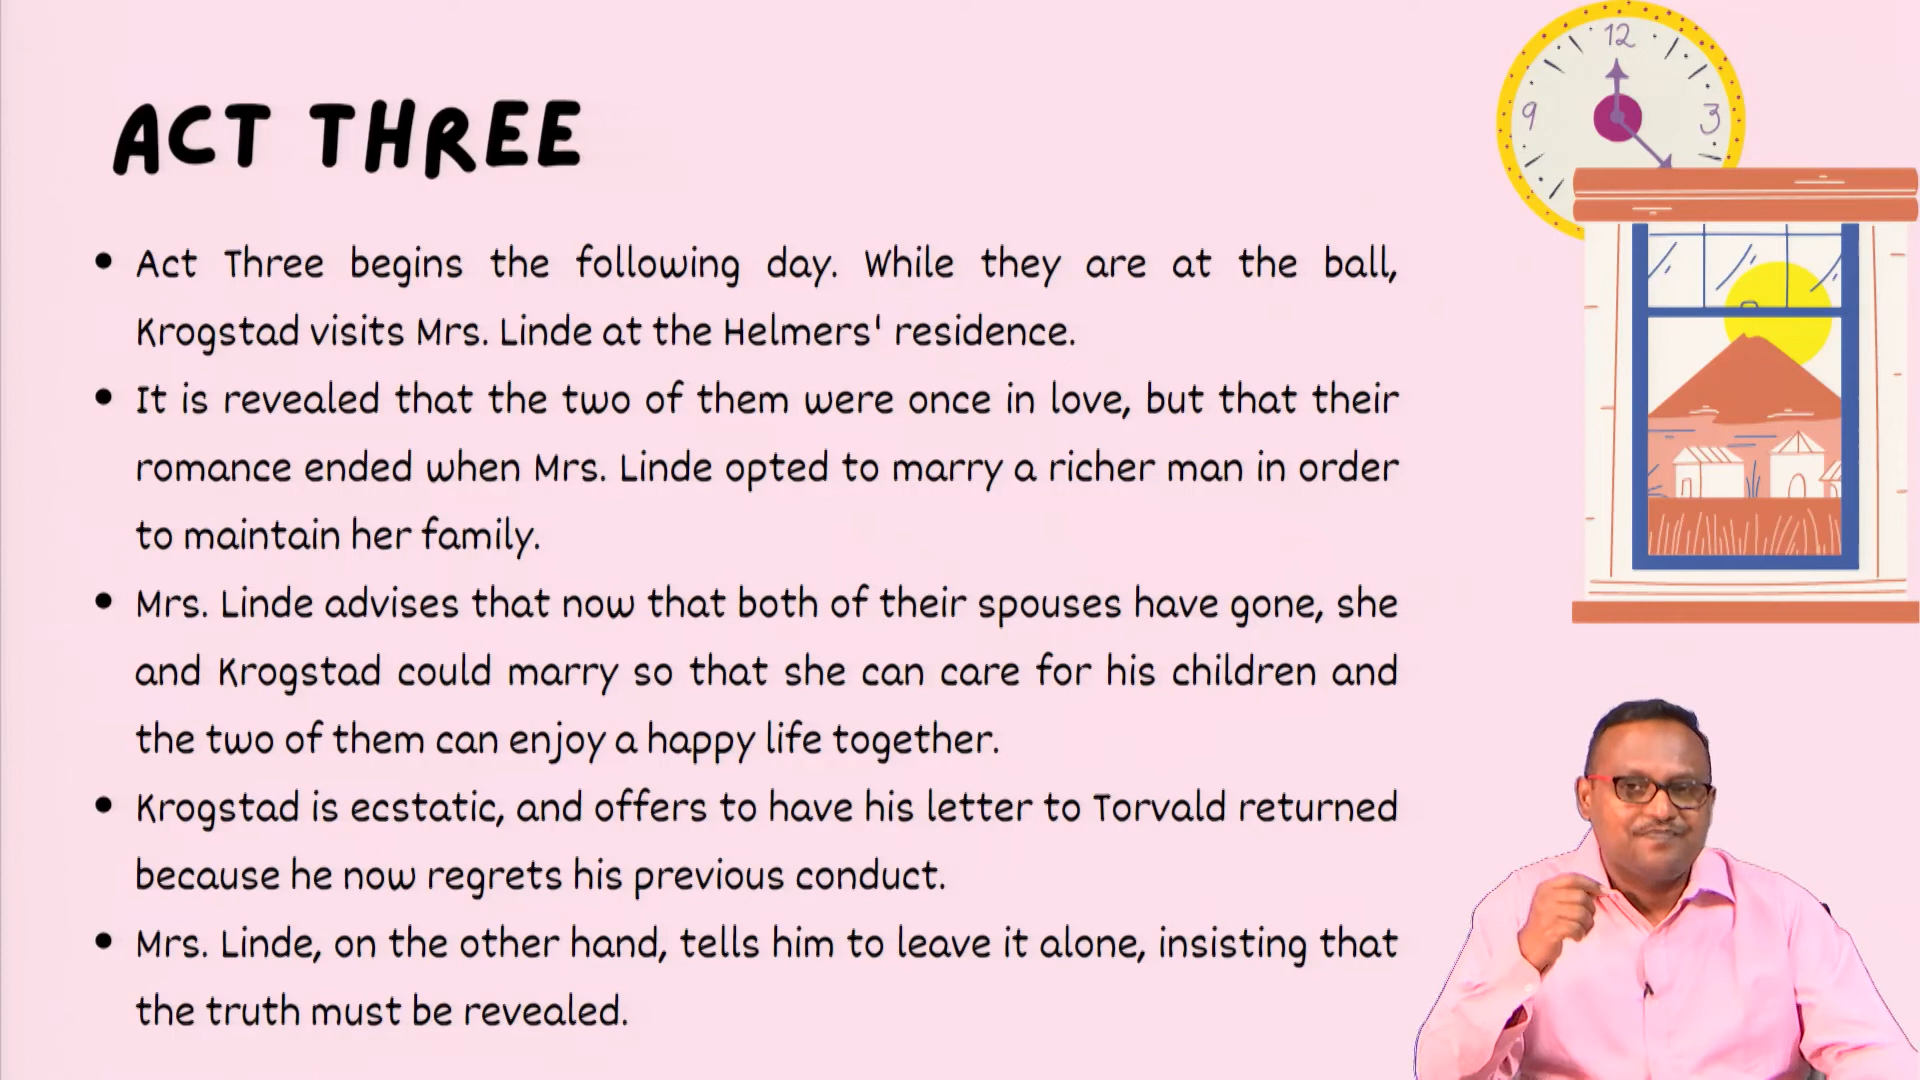 ACT THREE
12
9
3
• Act Three begins the following day. While they are at the ball,
Krogstad visits Mrs. Linde at the Helmers' residence.
• It is revealed that the two of them were once in love, but that their
romance ended when Mrs. Linde opted to marry a richer man in order
to maintain her family.
• Mrs. Linde advises that now that both of their spouses have gone, she
and Krogstad could marry so that she can care for his children and
the two of them can enjoy a happy life together.
• Krogstad is ecstatic, and offers to have his letter to Torvald returned
because he now regrets his previous conduct.
• Mrs. Linde, on the other hand, tells him to leave it alone, insisting that
the truth must be revealed.